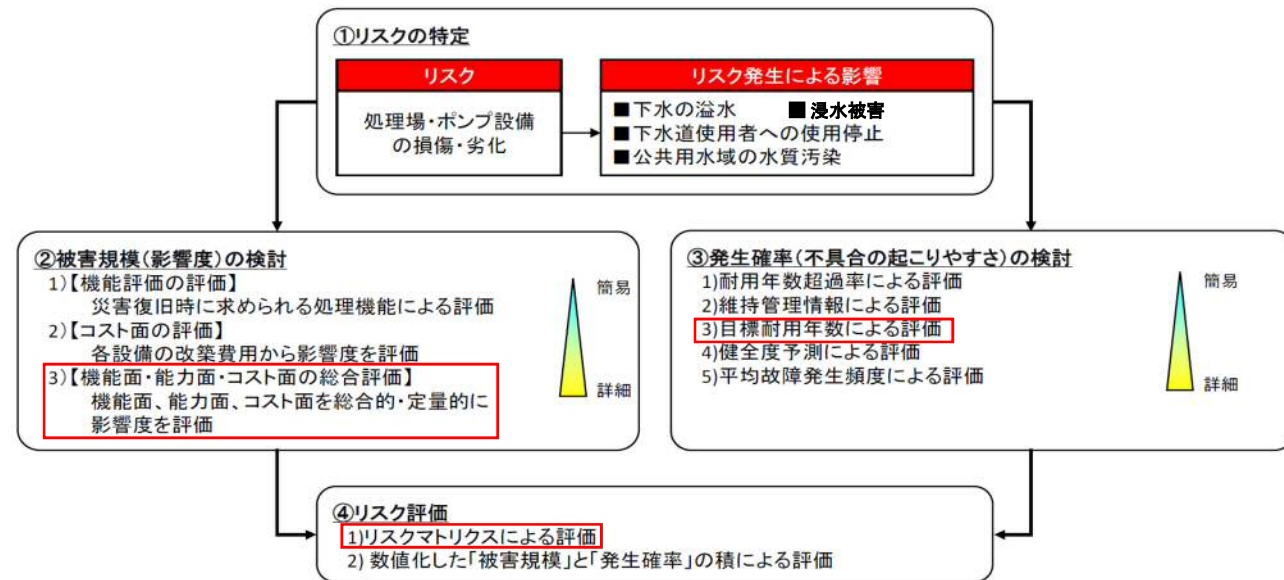 ①リスクの特定
リスク
処理場・ポンプ設備
の損傷・劣化
リスク発生による影響
■下水の溢水 ■浸水被害
■下水道使用者への使用停止
■公共用水域の水質汚染
②被害規模(影響度)の検討
1)【機能評価の評価】
災害復旧時に求められる処理機能による評価
2)【コスト面の評価】
各設備の改築費用から影響度を評価
3)【機能面・能力面・コスト面の総合評価】
機能面、能力面、コスト面を総合的・定量的に
影響度を評価
簡易
詳細
③発生確率(不具合の起こりやすさ)の検討
1)耐用年数超過率による評価
2)維持管理情報による評価
3)目標耐用年数による評価
4)健全度予測による評価
5)平均故障発生頻度による評価
簡易
詳細
④リスク評価
1)リスクマトリクスによる評価
2) 数値化した「被害規模」と「発生確率」の積による評価